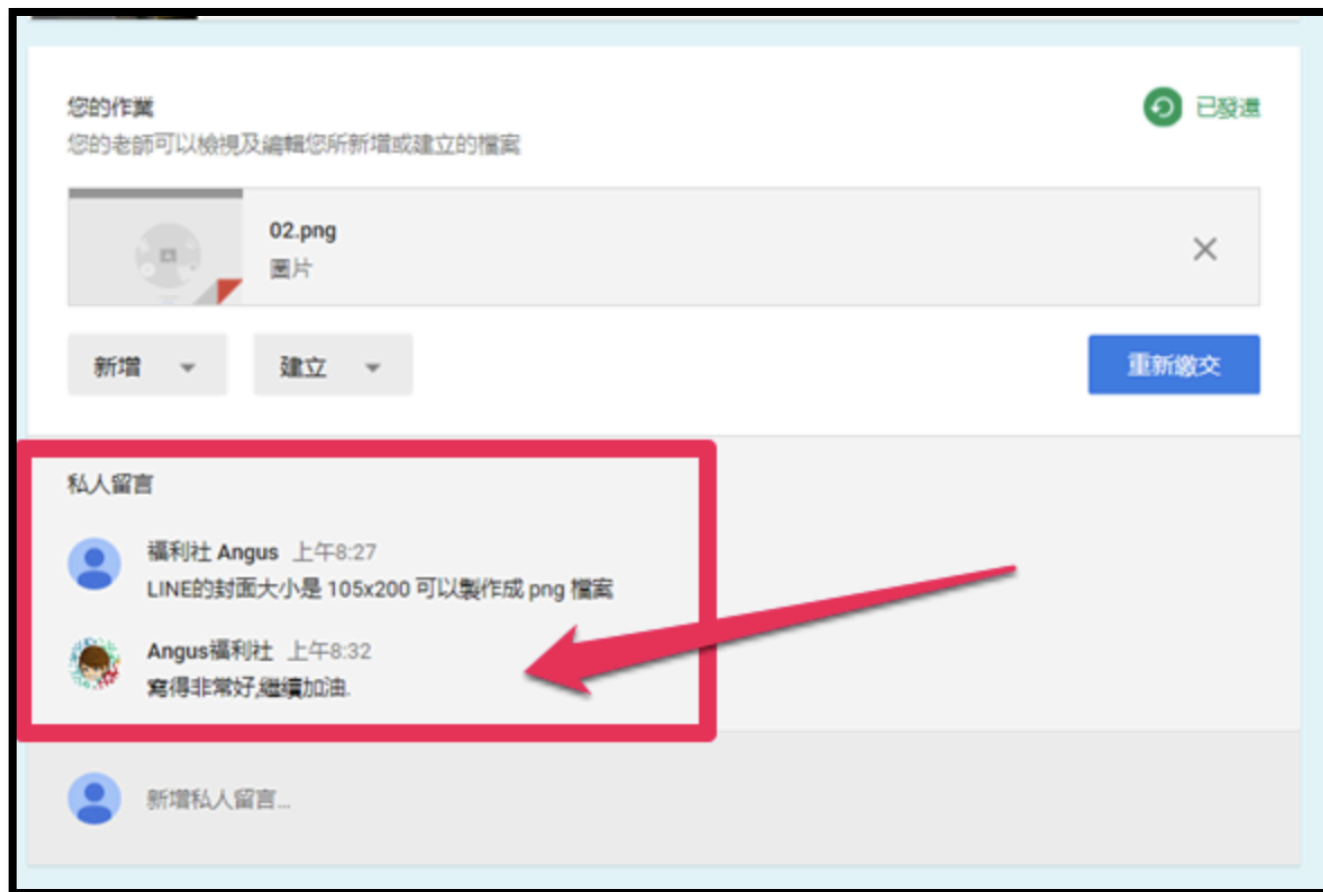 您的作業
已發還
您的老師可以檢視及編輯您所新增或建立的檔案
02.png
圖片
新增
建立
重新繳交
私人留言
福利社 Angus 上午8:27
LINE的封面大小是 105x200 可以製作成 png 檔案
Angus福利社 上午8:32
寫得非常好,繼續加油.
新增私人留言...